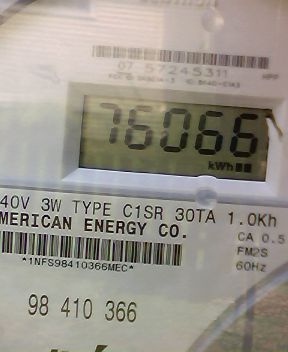 07 57245311
76066
kWh
40V 3W TYPE C1SR 30TA 1.0Kh
MERICAN ENERGY CO.
CA 0.5
FM2S
*1NFS98410366MEC*
60Hz
98 410 366